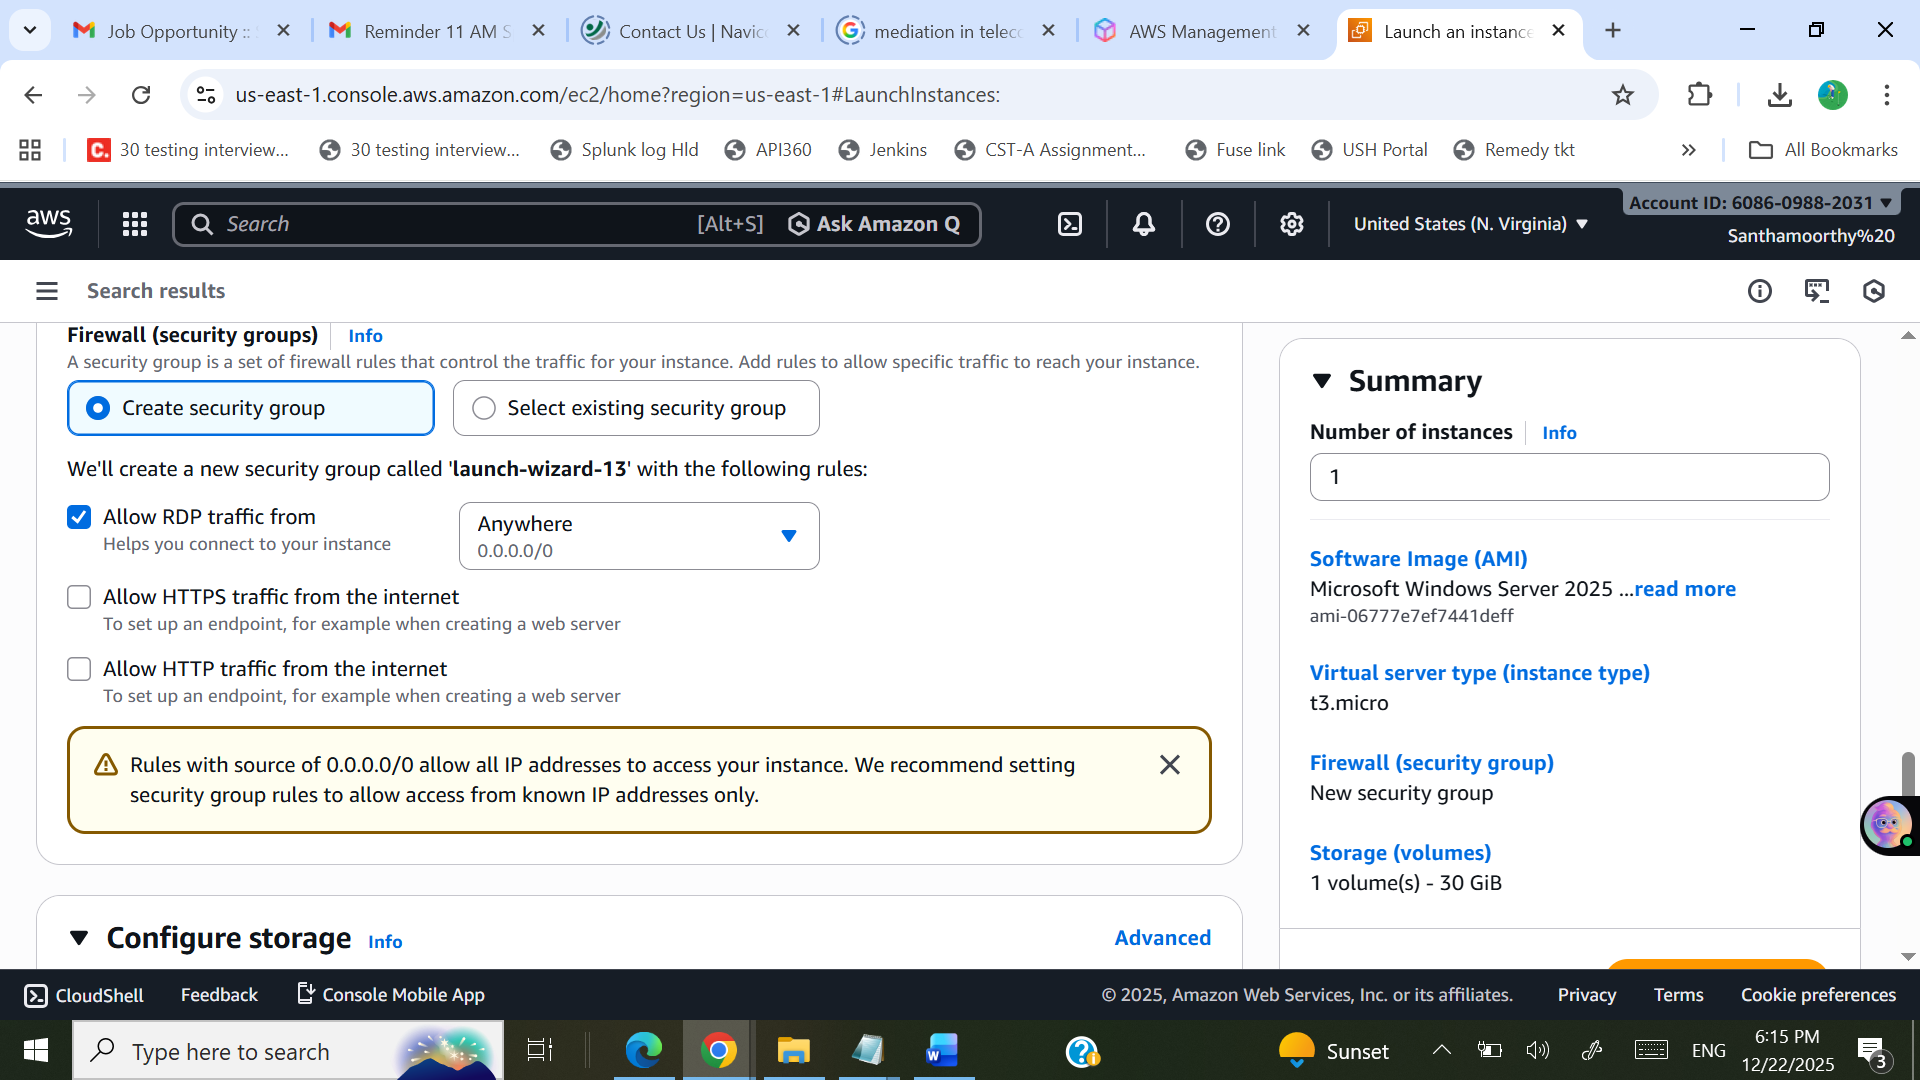 Job Opportunity ::
Reminder 11 AM S
Contact Us | Navic
mediation in telec
AWS Management
Launch an instance
us-east-1.console.aws.amazon.com/ec2/home?region=us-east-1#LaunchInstances:
30 testing interview...
30 testing interview...
Splunk log Hld
API360
Jenkins
CST-A Assignment...
Fuse link
USH Portal
Remedy tkt
All Bookmarks
aws
Search
[Alt+S]
Ask Amazon Q
United States (N. Virginia)
Account ID: 6086-0988-2031
Santhamoorthy%20
Search results
Firewall (security groups)
Info
A security group is a set of firewall rules that control the traffic for your instance. Add rules to allow specific traffic to reach your instance.
Create security group
Select existing security group
We'll create a new security group called 'launch-wizard-13' with the following rules:
Allow RDP traffic from
Helps you connect to your instance
Anywhere
0.0.0.0/0
Allow HTTPS traffic from the internet
To set up an endpoint, for example when creating a web server
Allow HTTP traffic from the internet
To set up an endpoint, for example when creating a web server
Rules with source of 0.0.0.0/0 allow all IP addresses to access your instance. We recommend setting
security group rules to allow access from known IP addresses only.
Configure storage
Info
Advanced
Summary
Number of instances
Info
1
Software Image (AMI)
Microsoft Windows Server 2025 ...read more
ami-06777e7ef7441deff
Virtual server type (instance type)
t3.micro
Firewall (security group)
New security group
Storage (volumes)
1 volume(s) - 30 GiB
CloudShell
Feedback
Console Mobile App
© 2025, Amazon Web Services, Inc. or its affiliates.
Privacy
Terms
Cookie preferences
Type here to search
Sunset
ENG
6:15 PM
12/22/2025
3